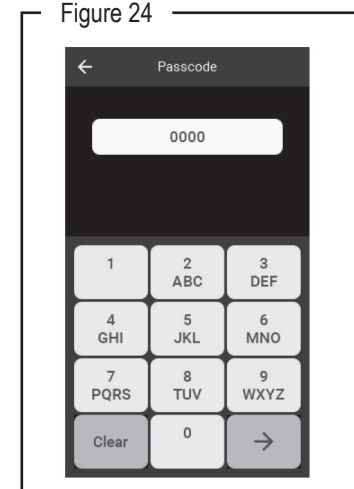 Figure 24
Passcode
0000
1 2 3
ABC DEF
4 5 6
GHI JKL MNO
7 8 9
PQRS TUV WXYZ
Clear 0